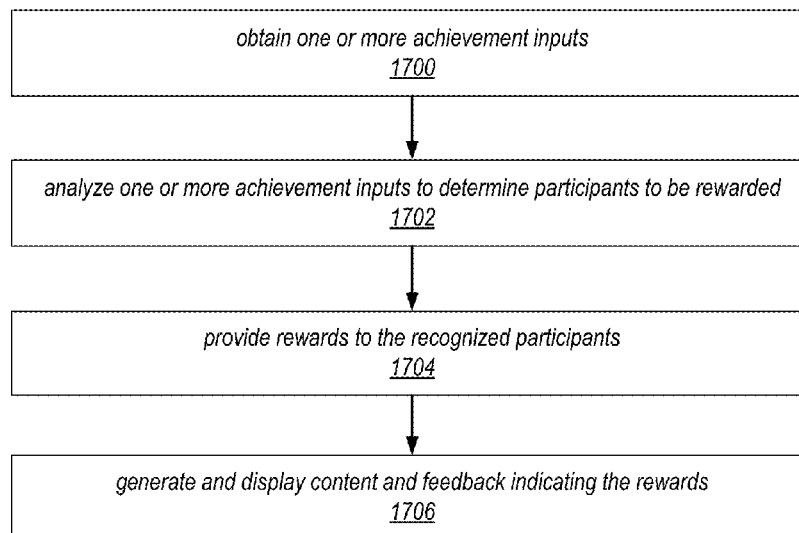 obtain one or more achievement inputs
1700
analyze one or more achievement inputs to determine participants to be rewarded
1702
provide rewards to the recognized participants
1704
generate and display content and feedback indicating the rewards
1706